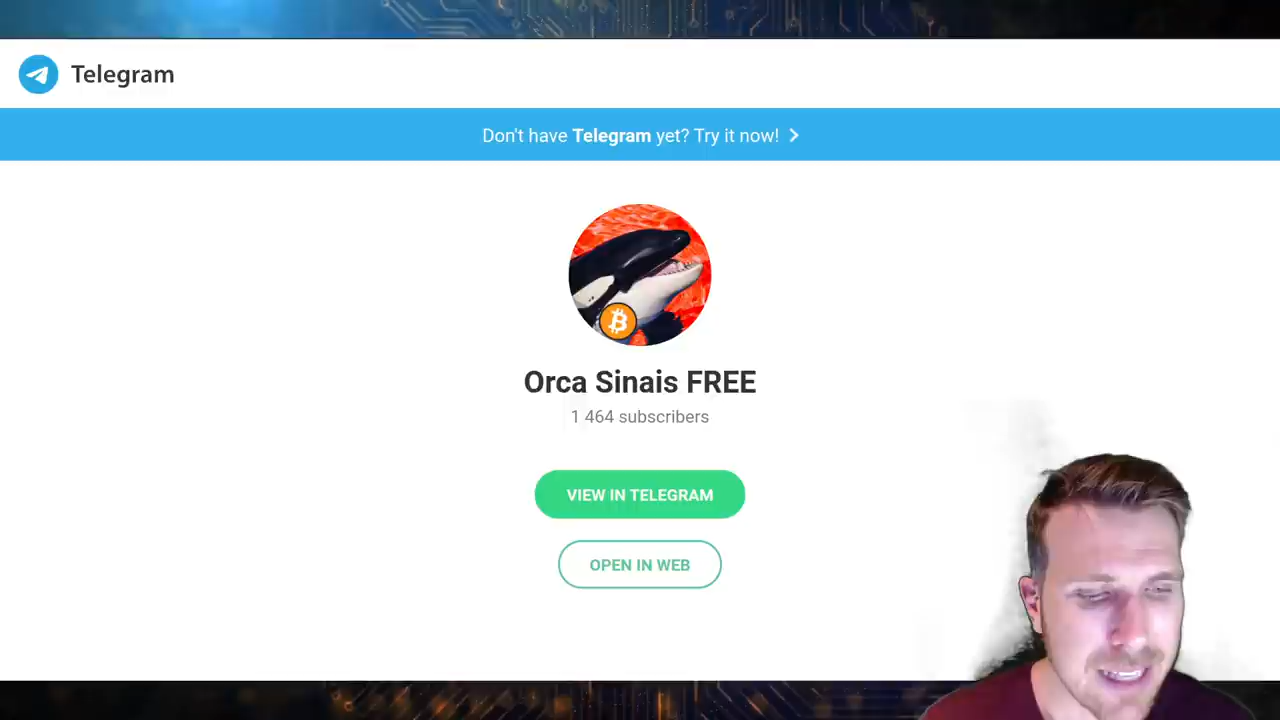 Telegram
Don't have Telegram yet? Try it now!
Orca Sinais FREE
1 464 subscribers
VIEW IN TELEGRAM
OPEN IN WEB